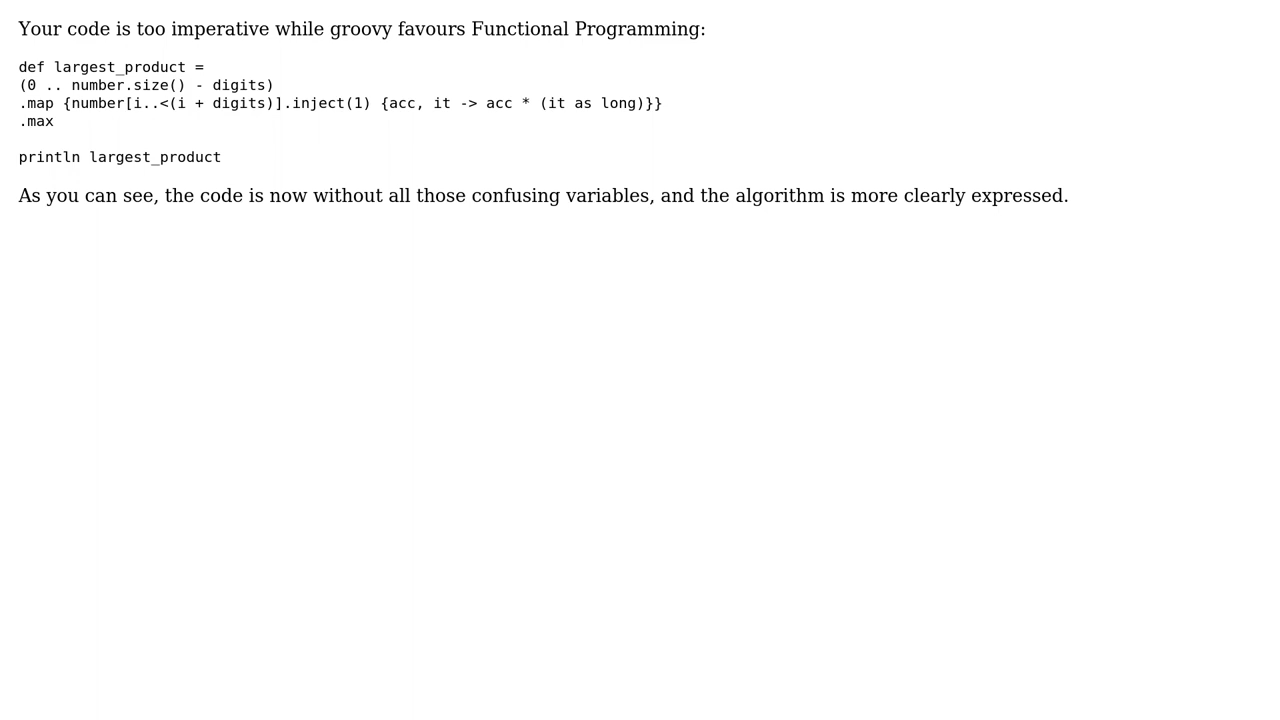 Your code is too imperative while groovy favours Functional Programming:
def largest_product =
(0 .. number.size() - digits)
.map {number[i..<(i + digits)].inject(1) {acc, it -> acc * (it as long)}}
.max
println largest_product
As you can see, the code is now without all those confusing variables, and the algorithm is more clearly expressed.